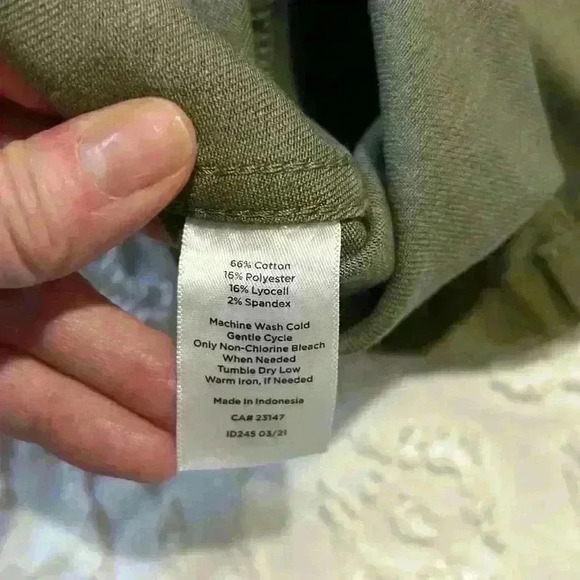 66% Cotton
16% Polyester
16% Lyocell
2% Spandex
Machine Wash Cold
Gentle Cycle
Only Non-Chlorine Bleach
When Needed
Tumble Dry Low
Warm Iron, If Needed
Made In Indonesia
CA# 23147
ID245 03/21